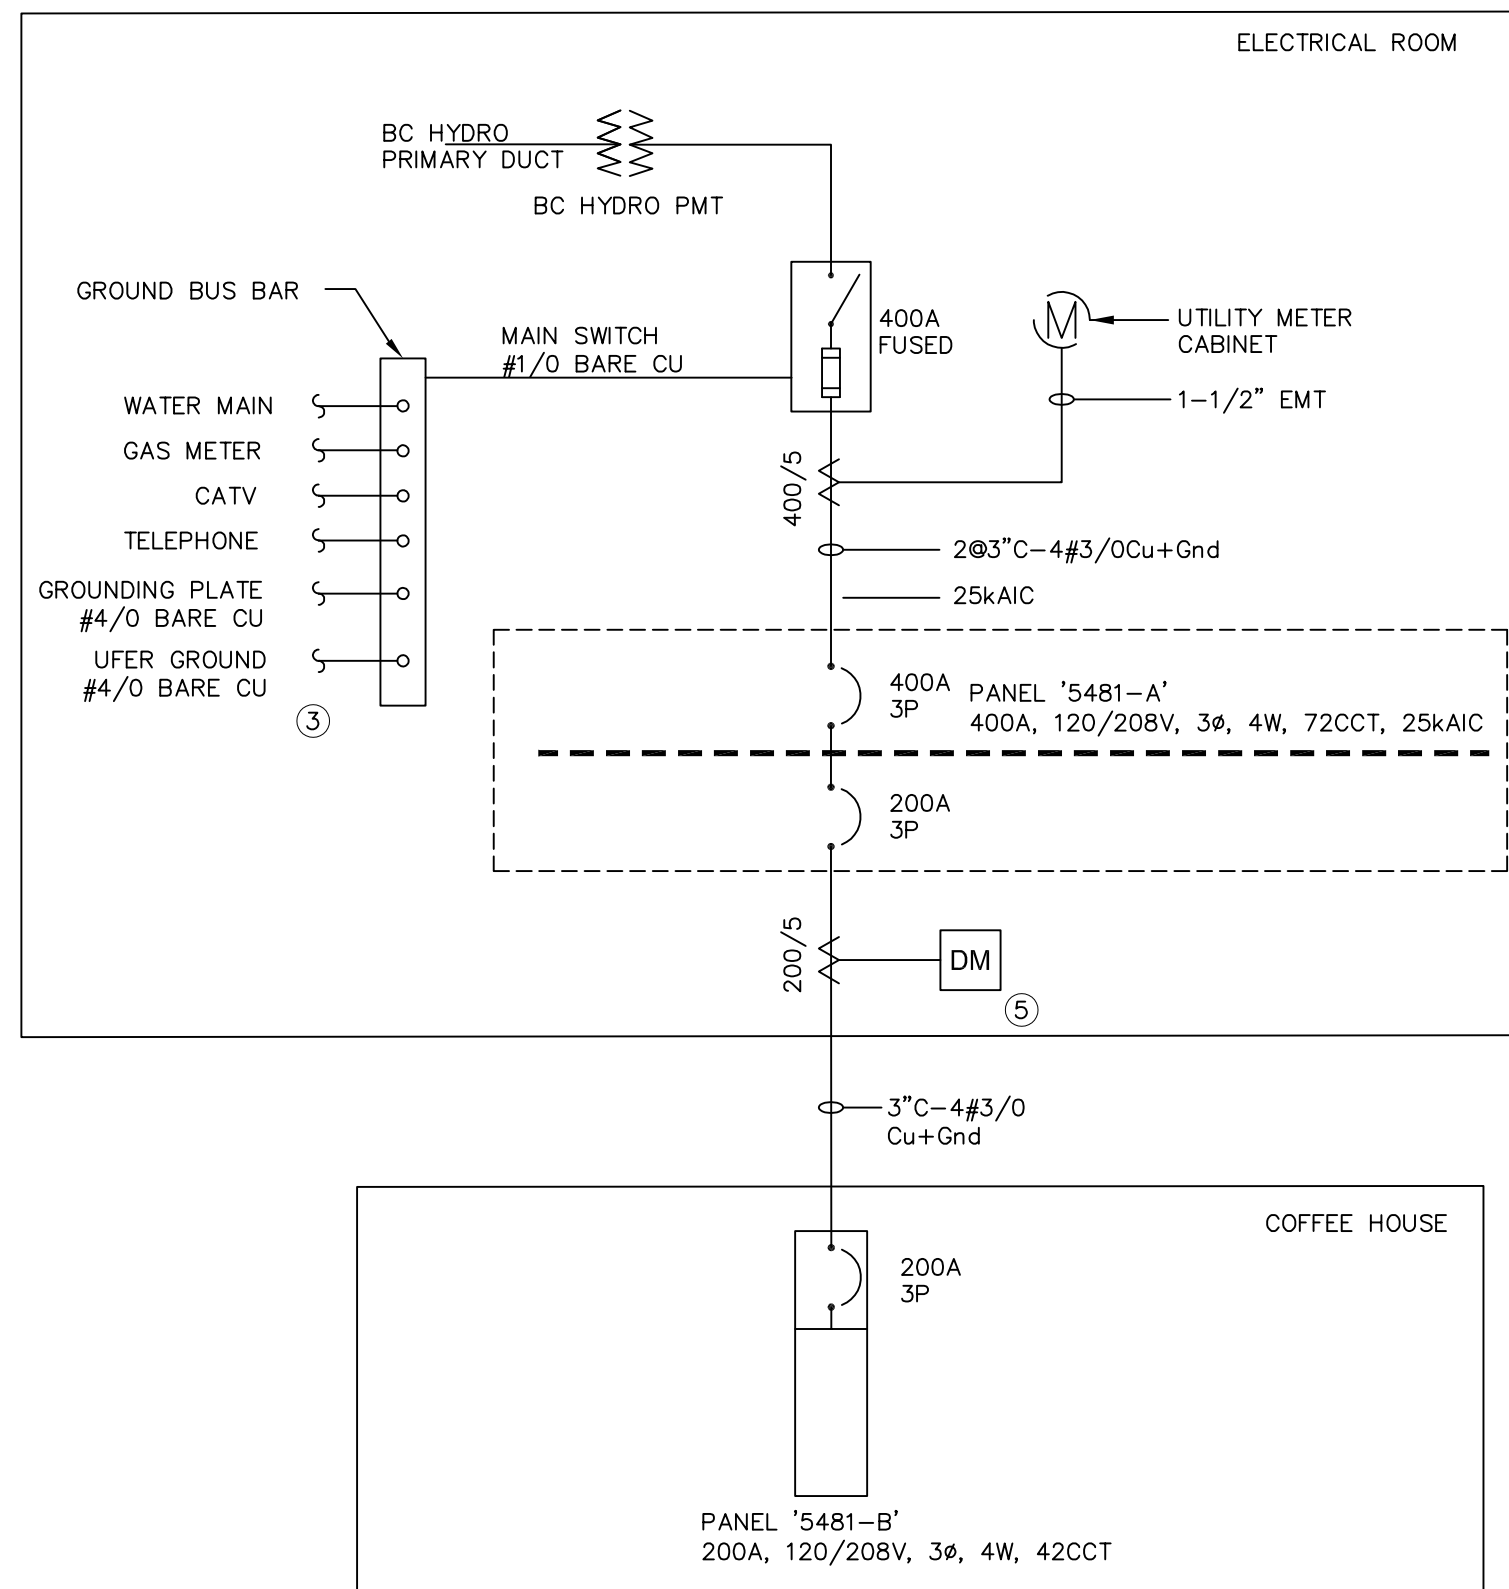 ELECTRICAL ROOM
BC HYDRO
PRIMARY DUCT
BC HYDRO PMT
GROUND BUS BAR
MAIN SWITCH
#1/0 BARE CU
400A
FUSED
M
UTILITY METER
CABINET
1-1/2" EMT
WATER MAIN
GAS METER
CATV
TELEPHONE
GROUNDING PLATE
#4/0 BARE CU
UFER GROUND
#4/0 BARE CU
3
400/5
2@3"C-4#3/0Cu+Gnd
25kAIC
400A
3P
PANEL '5481-A'
400A, 120/208V, 3ø, 4W, 72CCT, 25kAIC
200A
3P
200/5
DM
5
3"C-4#3/0
Cu+Gnd
COFFEE HOUSE
200A
3P
PANEL '5481-B'
200A, 120/208V, 3ø, 4W, 42CCT